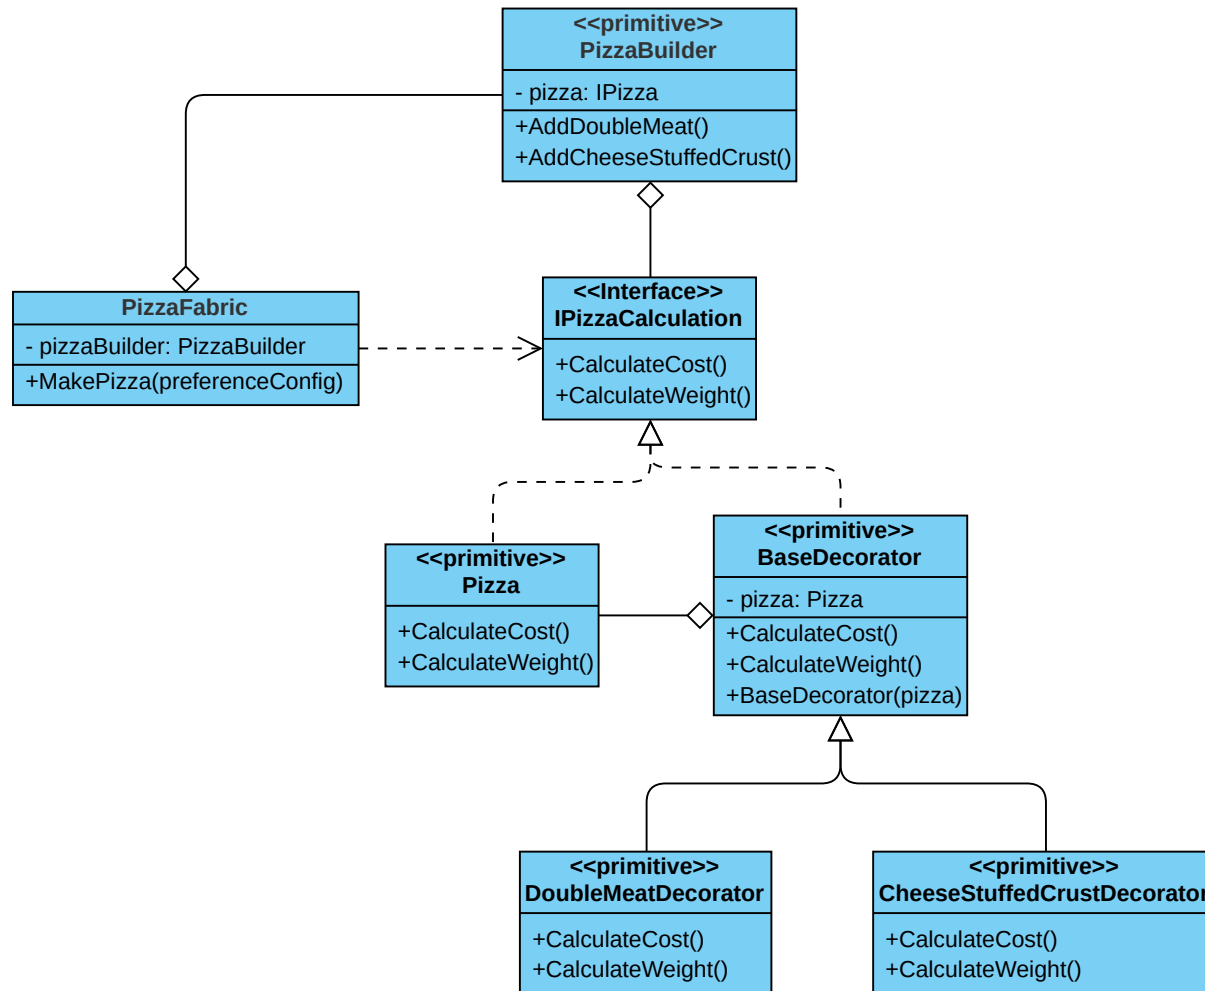 <<primitive>>
PizzaBuilder
- pizza: IPizza
+AddDoubleMeat()
+AddCheeseStuffedCrust()
PizzaFabric
- pizzaBuilder: PizzaBuilder
+MakePizza(preferenceConfig)
<<Interface>>
IPizzaCalculation
+CalculateCost()
+CalculateWeight()
<<primitive>>
Pizza
+CalculateCost()
+CalculateWeight()
<<primitive>>
BaseDecorator
- pizza: Pizza
+CalculateCost()
+CalculateWeight()
+BaseDecorator(pizza)
<<primitive>>
DoubleMeatDecorator
+CalculateCost()
+CalculateWeight()
<<primitive>>
CheeseStuffedCrustDecorator
+CalculateCost()
+CalculateWeight()